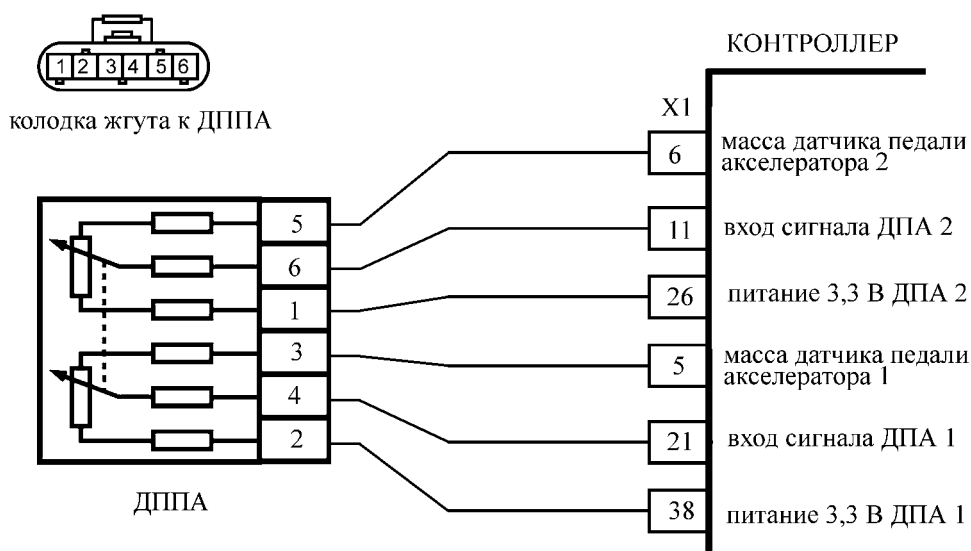 1 2 3 4 5 6
колодка жгута к ДППА
КОНТРОЛЛЕР
X1
6
масса датчика педали
акселератора 2
11
вход сигнала ДПА 2
26
питание 3,3 В ДПА 2
5
масса датчика педали
акселератора 1
21
вход сигнала ДПА 1
38
питание 3,3 В ДПА 1
5
6
1
3
4
2
ДППА